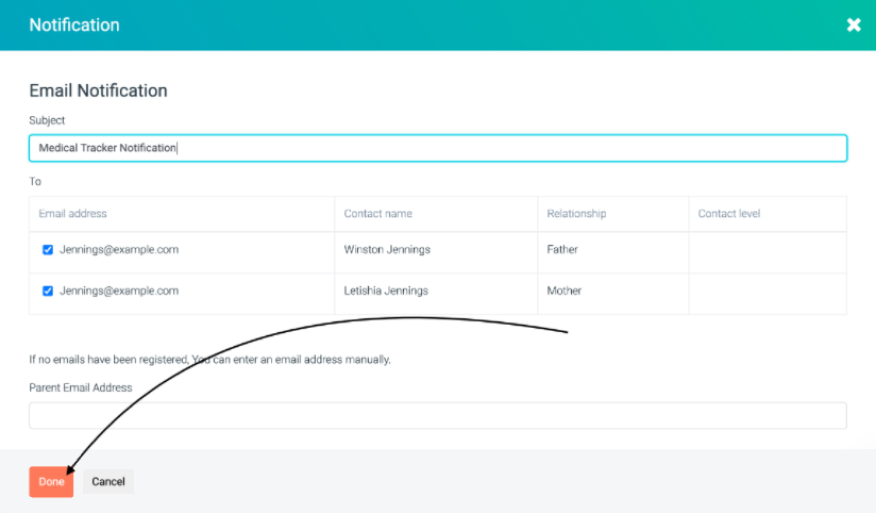 Notification
Email Notification
Subject
Medical Tracker Notification
To
Email address Contact name Relationship Contact level
Jennings@example.com Winston Jennings Father
Jennings@example.com Letishia Jennings Mother
If no emails have been registered, You can enter an email address manually.
Parent Email Address
Done Cancel